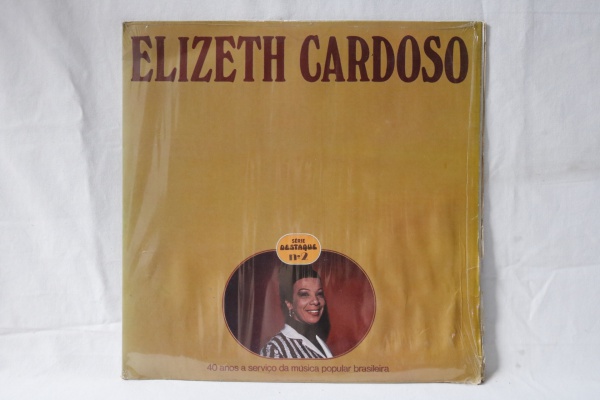 ELIZETH CARDOSO
SÉRIE
DESTAQUE
nº 2
40 anos a serviço da música popular brasileira